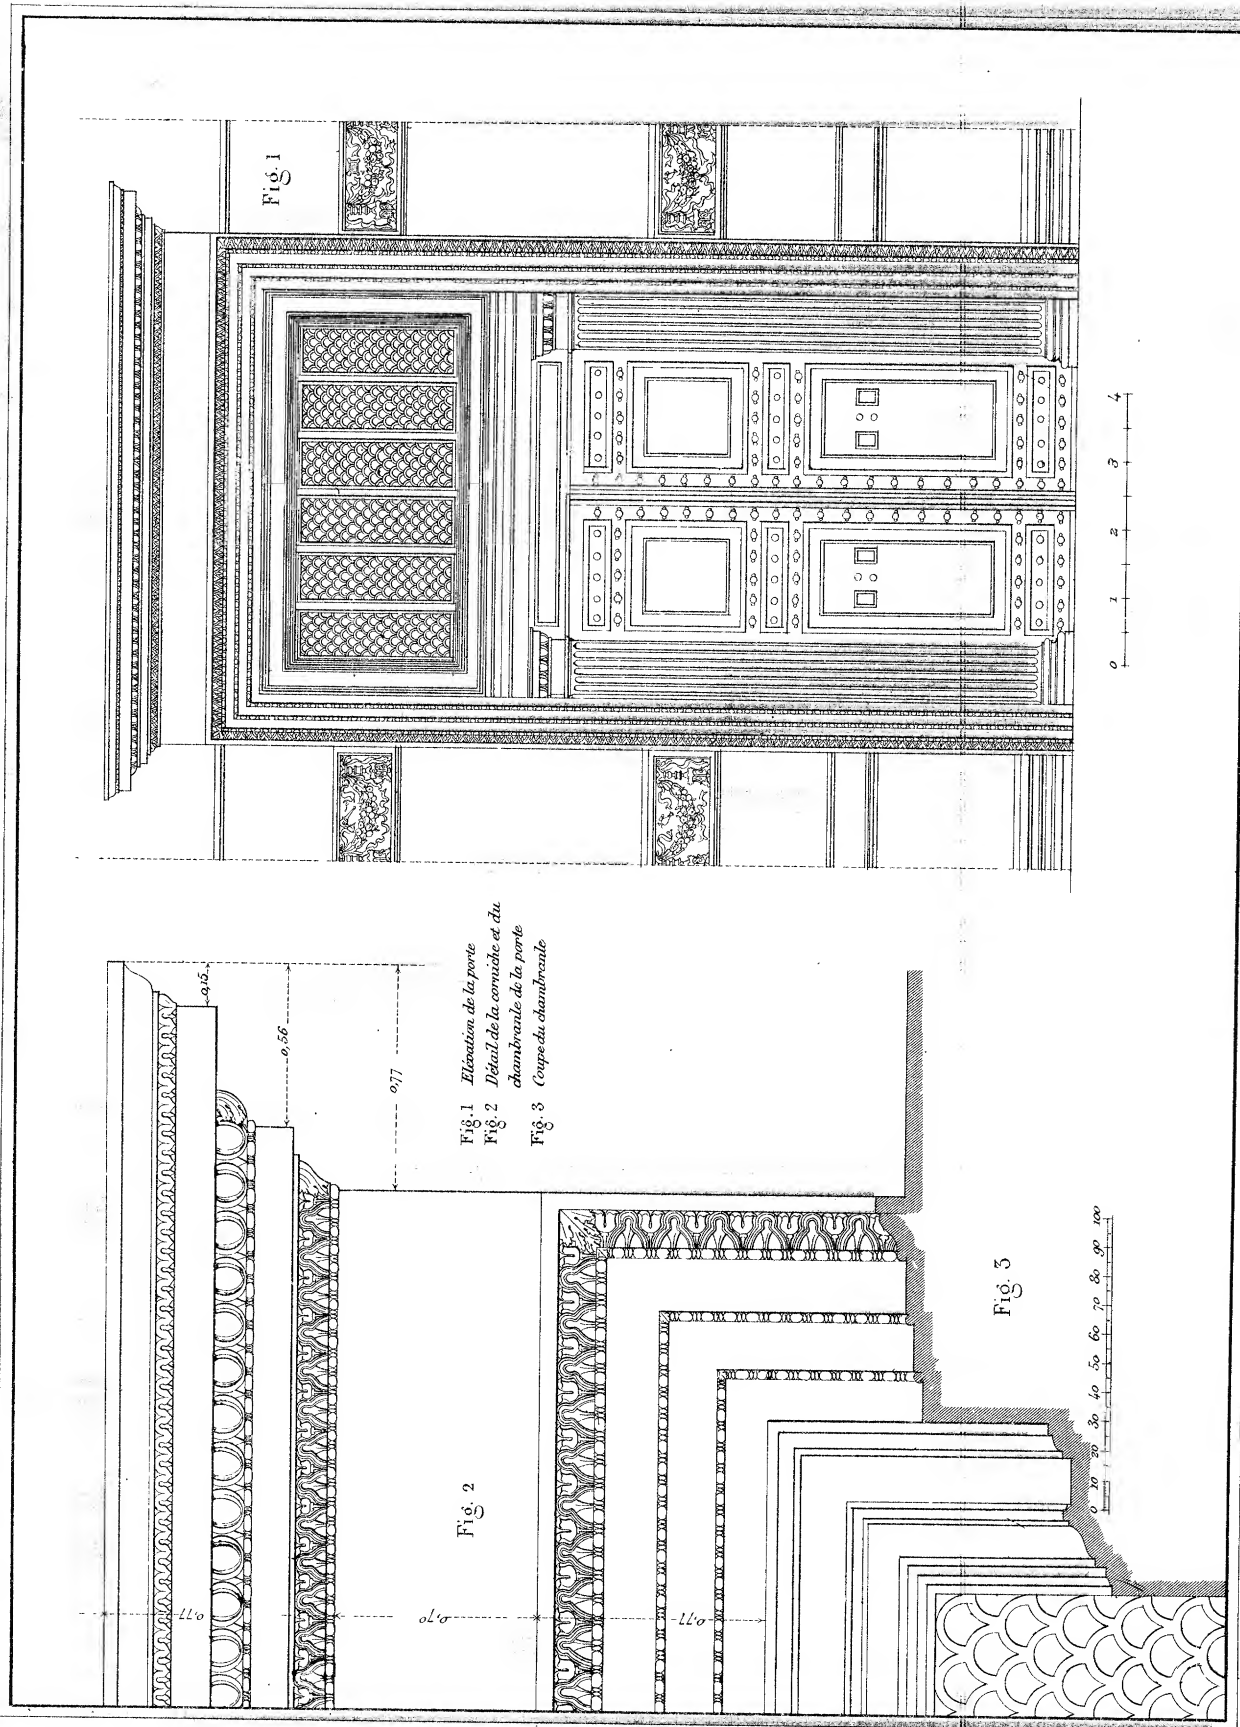 Fig. 1
0 1 2 3 4
0,15
0,56
0,77
Fig. 1 Elévation de la porte
Fig. 2 Détail de la corniche et du
chambranle de la porte
Fig. 3 Coupe du chambranle
Fig. 2
0,77
0,70
0,77
Fig. 3
0 10 20 30 40 50 60 70 80 90 100